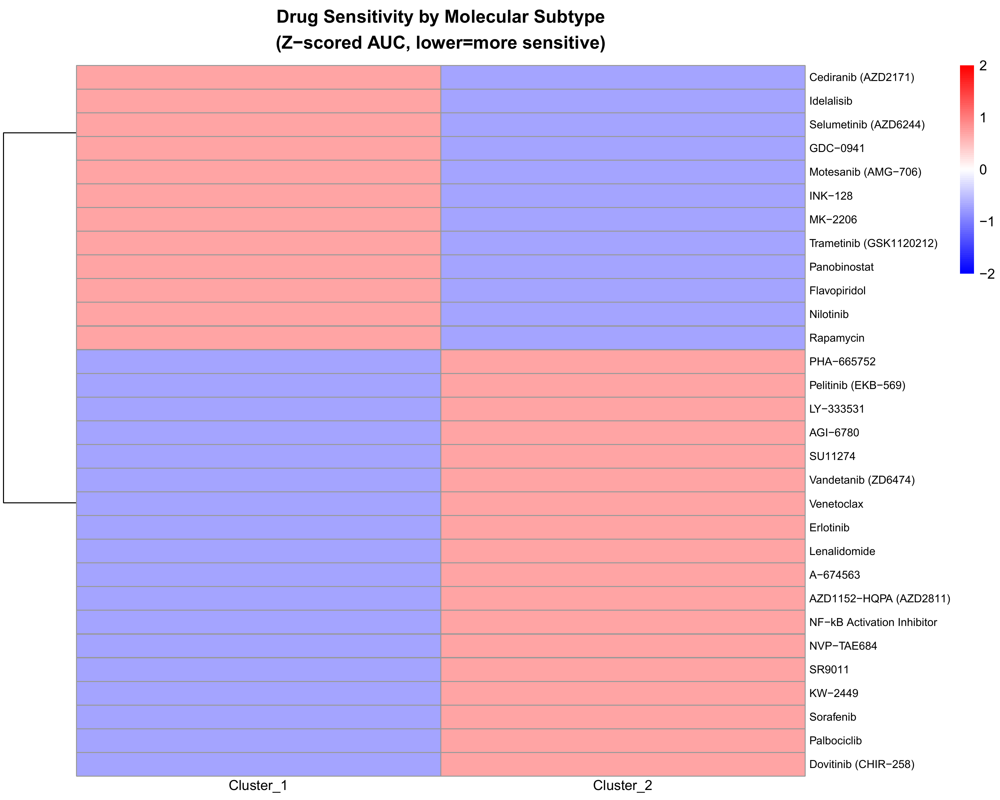 Drug Sensitivity by Molecular Subtype
(Z−scored AUC, lower=more sensitive)
Cediranib (AZD2171)
Idelalisib
Selumetinib (AZD6244)
GDC−0941
Motesanib (AMG−706)
INK−128
MK−2206
Trametinib (GSK1120212)
Panobinostat
Flavopiridol
Nilotinib
Rapamycin
PHA−665752
Pelitinib (EKB−569)
LY−333531
AGI−6780
SU11274
Vandetanib (ZD6474)
Venetoclax
Erlotinib
Lenalidomide
A−674563
AZD1152−HQPA (AZD2811)
NF−kB Activation Inhibitor
NVP−TAE684
SR9011
KW−2449
Sorafenib
Palbociclib
Dovitinib (CHIR−258)
2
1
0
−1
−2
Cluster_1
Cluster_2